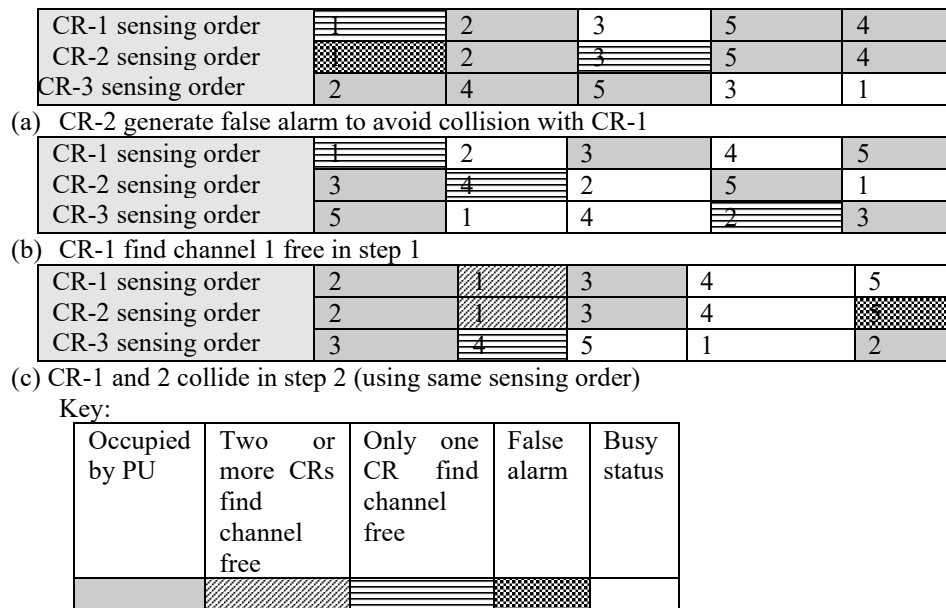 CR-1 sensing order 1 2 3 5 4
CR-2 sensing order 1 2 3 5 4
CR-3 sensing order 2 4 5 3 1
(a) CR-2 generate false alarm to avoid collision with CR-1
CR-1 sensing order 1 2 3 4 5
CR-2 sensing order 3 4 2 5 1
CR-3 sensing order 5 1 4 2 3
(b) CR-1 find channel 1 free in step 1
CR-1 sensing order 2 1 3 4 5
CR-2 sensing order 2 1 3 4 5
CR-3 sensing order 3 4 5 1 2
(c) CR-1 and 2 collide in step 2 (using same sensing order)
Key:
Occupied by PU
Two or more CRs find channel free
Only one CR find channel free
False alarm
Busy status